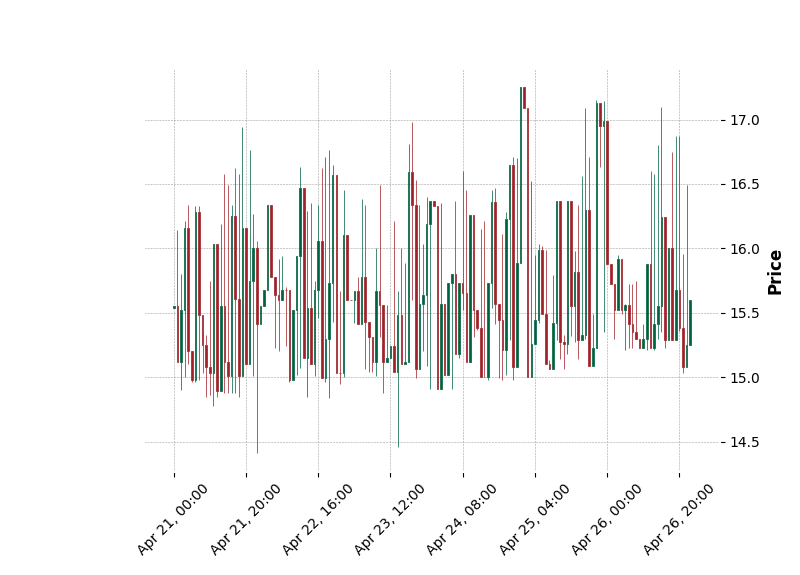 17.0
16.5
16.0
15.5
15.0
14.5
Price
Apr 21, 00:00
Apr 21, 20:00
Apr 22, 16:00
Apr 23, 12:00
Apr 24, 08:00
Apr 25, 04:00
Apr 26, 00:00
Apr 26, 20:00